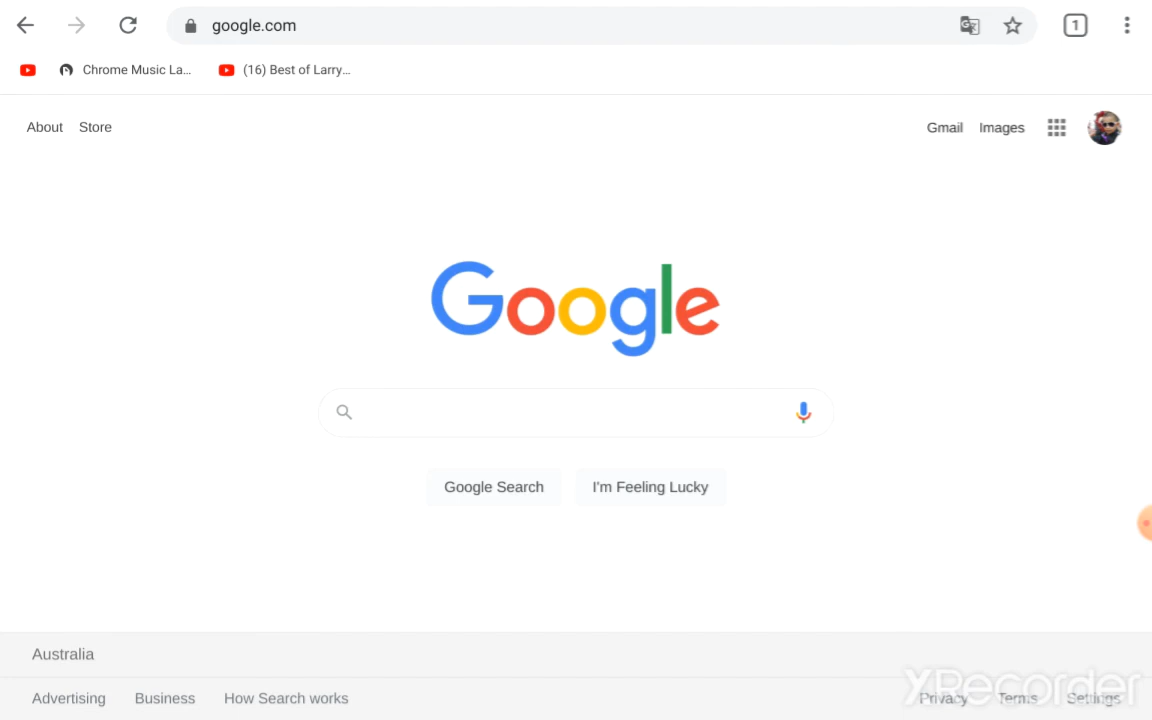 google.com
1
Chrome Music La... (16) Best of Larry...
About Store Gmail Images
Google
Google Search I'm Feeling Lucky
Australia
Advertising Business How Search works Privacy Terms Settings
XRecorder